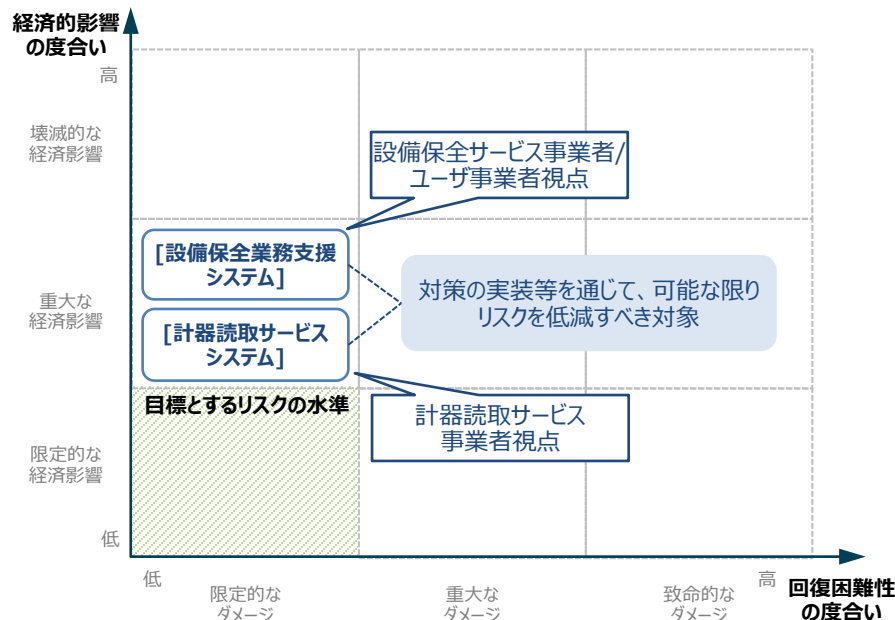 経済的影響
の度合い
高
壊滅的な
経済影響
設備保全サービス事業者/
ユーザ事業者視点
[設備保全業務支援
システム]
対策の実装等を通じて、可能な限り
リスクを低減すべき対象
重大な
経済影響
[計器読取サービス
システム]
目標とするリスクの水準
計器読取サービス
事業者視点
限定的な
経済影響
低
低
高
限定的な
ダメージ
重大な
ダメージ
致命的な
ダメージ
回復困難性
の度合い